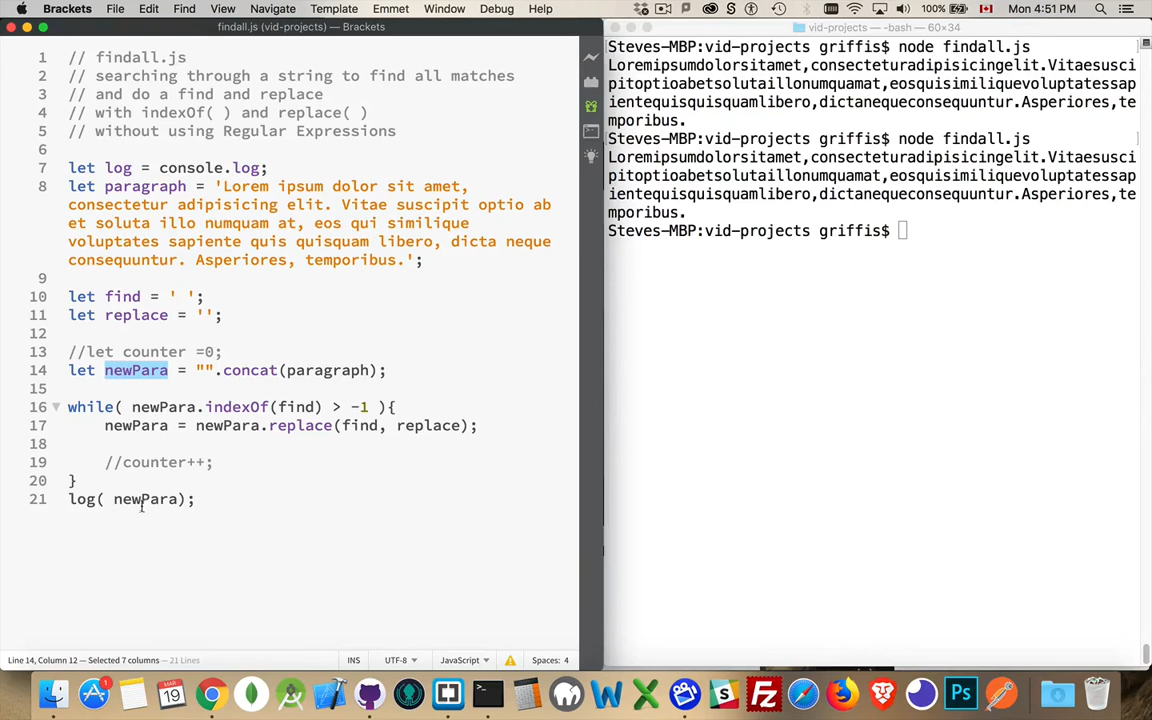 Brackets File Edit Find View Navigate Template Emmet Window Debug Help 100% Mon 4:51 PM
findall.js (vid-projects) — Brackets
1 // findall.js
2 // searching through a string to find all matches
3 // and do a find and replace
4 // with indexOf( ) and replace( )
5 // without using Regular Expressions
6
7 let log = console.log;
8 let paragraph = 'Lorem ipsum dolor sit amet,
consectetur adipisicing elit. Vitae suscipit optio ab
et soluta illo numquam at, eos qui similique
voluptates sapiente quis quisquam libero, dicta neque
consequuntur. Asperiores, temporibus.';
9
10 let find = ' ';
11 let replace = '';
12
13 //let counter =0;
14 let newPara = "".concat(paragraph);
15
16 while( newPara.indexOf(find) > -1 ){
17 newPara = newPara.replace(find, replace);
18
19 //counter++;
20 }
21 log( newPara);
Line 14, Column 12 — Selected 7 columns — 21 Lines
INS UTF-8 JavaScript Spaces: 4
vid-projects — -bash — 60×34
Steves-MBP:vid-projects griffis$ node findall.js
Loremipsumdolorsitamet,consecteturadipisicingelit.Vitaesusci
pitoptioabetsolutaillonumquamat,eosquisimiliquevoluptatessap
ientequisquisquamlibero,dictanequeconsequuntur.Asperiores,te
mporibus.
Steves-MBP:vid-projects griffis$ node findall.js
Loremipsumdolorsitamet,consecteturadipisicingelit.Vitaesusci
pitoptioabetsolutaillonumquamat,eosquisimiliquevoluptatessap
ientequisquisquamlibero,dictanequeconsequuntur.Asperiores,te
mporibus.
Steves-MBP:vid-projects griffis$
1
19
Ps